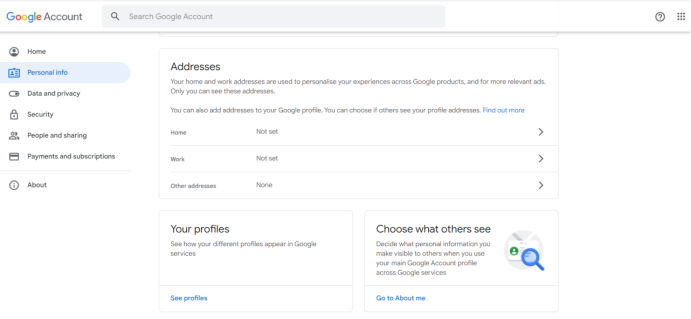 Google Account
Search Google Account
Home
Personal info
Data and privacy
Security
People and sharing
Payments and subscriptions
About
Addresses
Your home and work addresses are used to personalise your experiences across Google products, and for more relevant ads.
Only you can see these addresses.
You can also add addresses to your Google profile. You can choose if others see your profile addresses. Find out more
Home Not set
Work Not set
Other addresses None
Your profiles
See how your different profiles appear in Google
services
See profiles
Choose what others see
Decide what personal information you
make visible to others when you use
your main Google Account profile
across Google services
Go to About me